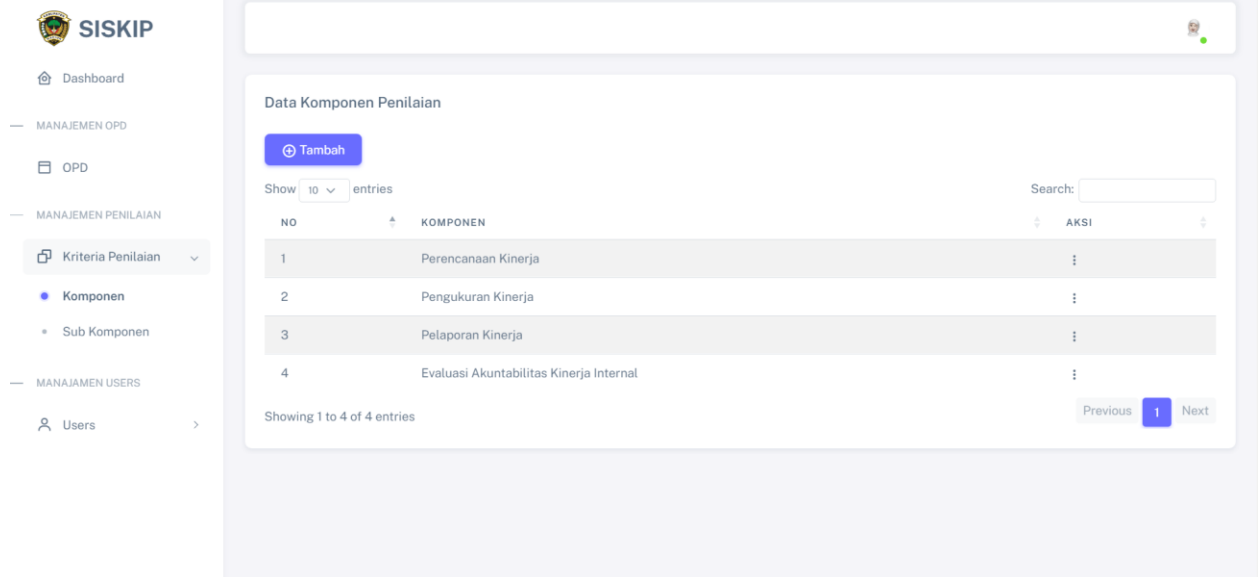 SISKIP
Dashboard
MANAJEMEN OPD
OPD
MANAJEMEN PENILAIAN
Kriteria Penilaian
Komponen
Sub Komponen
MANAJAMEN USERS
Users
Data Komponen Penilaian
Tambah
Show 10 entries
Search:
NO KOMPONEN AKSI
1 Perencanaan Kinerja
2 Pengukuran Kinerja
3 Pelaporan Kinerja
4 Evaluasi Akuntabilitas Kinerja Internal
Showing 1 to 4 of 4 entries
Previous 1 Next